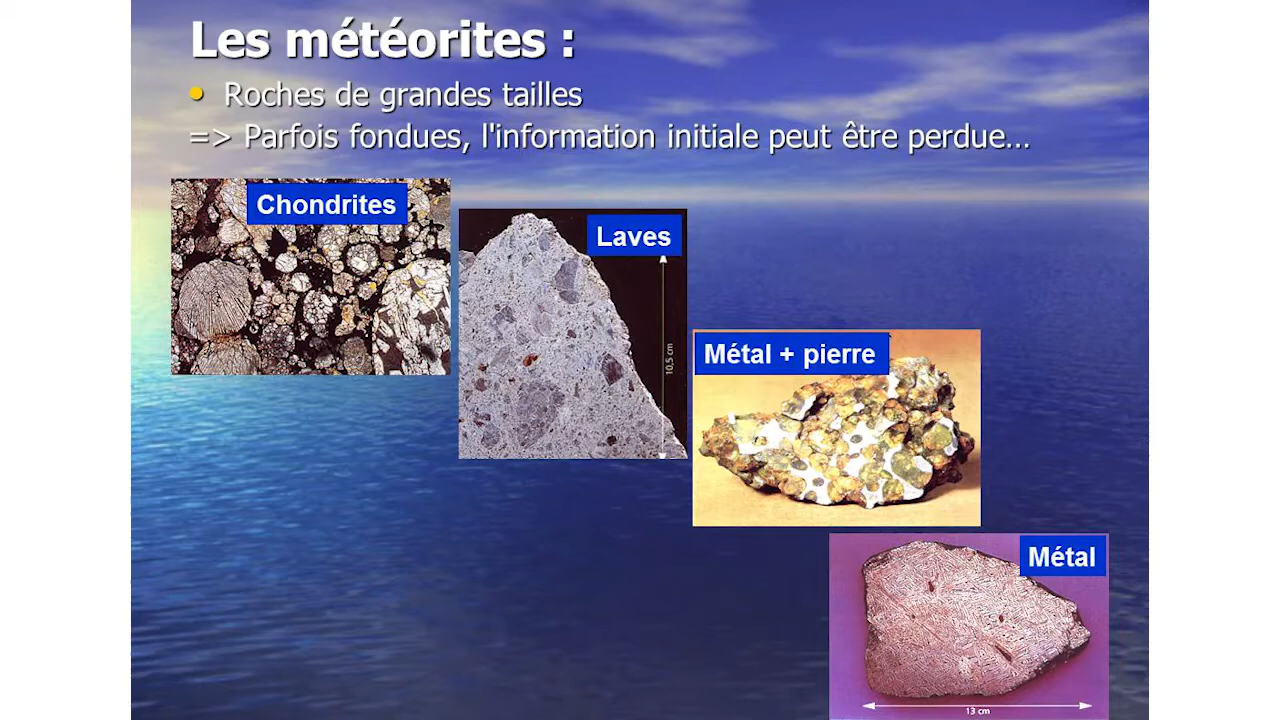 Les météorites :
• Roches de grandes tailles
=> Parfois fondues, l'information initiale peut être perdue...
Chondrites
Laves
10,5 cm
Métal + pierre
Métal
13 cm